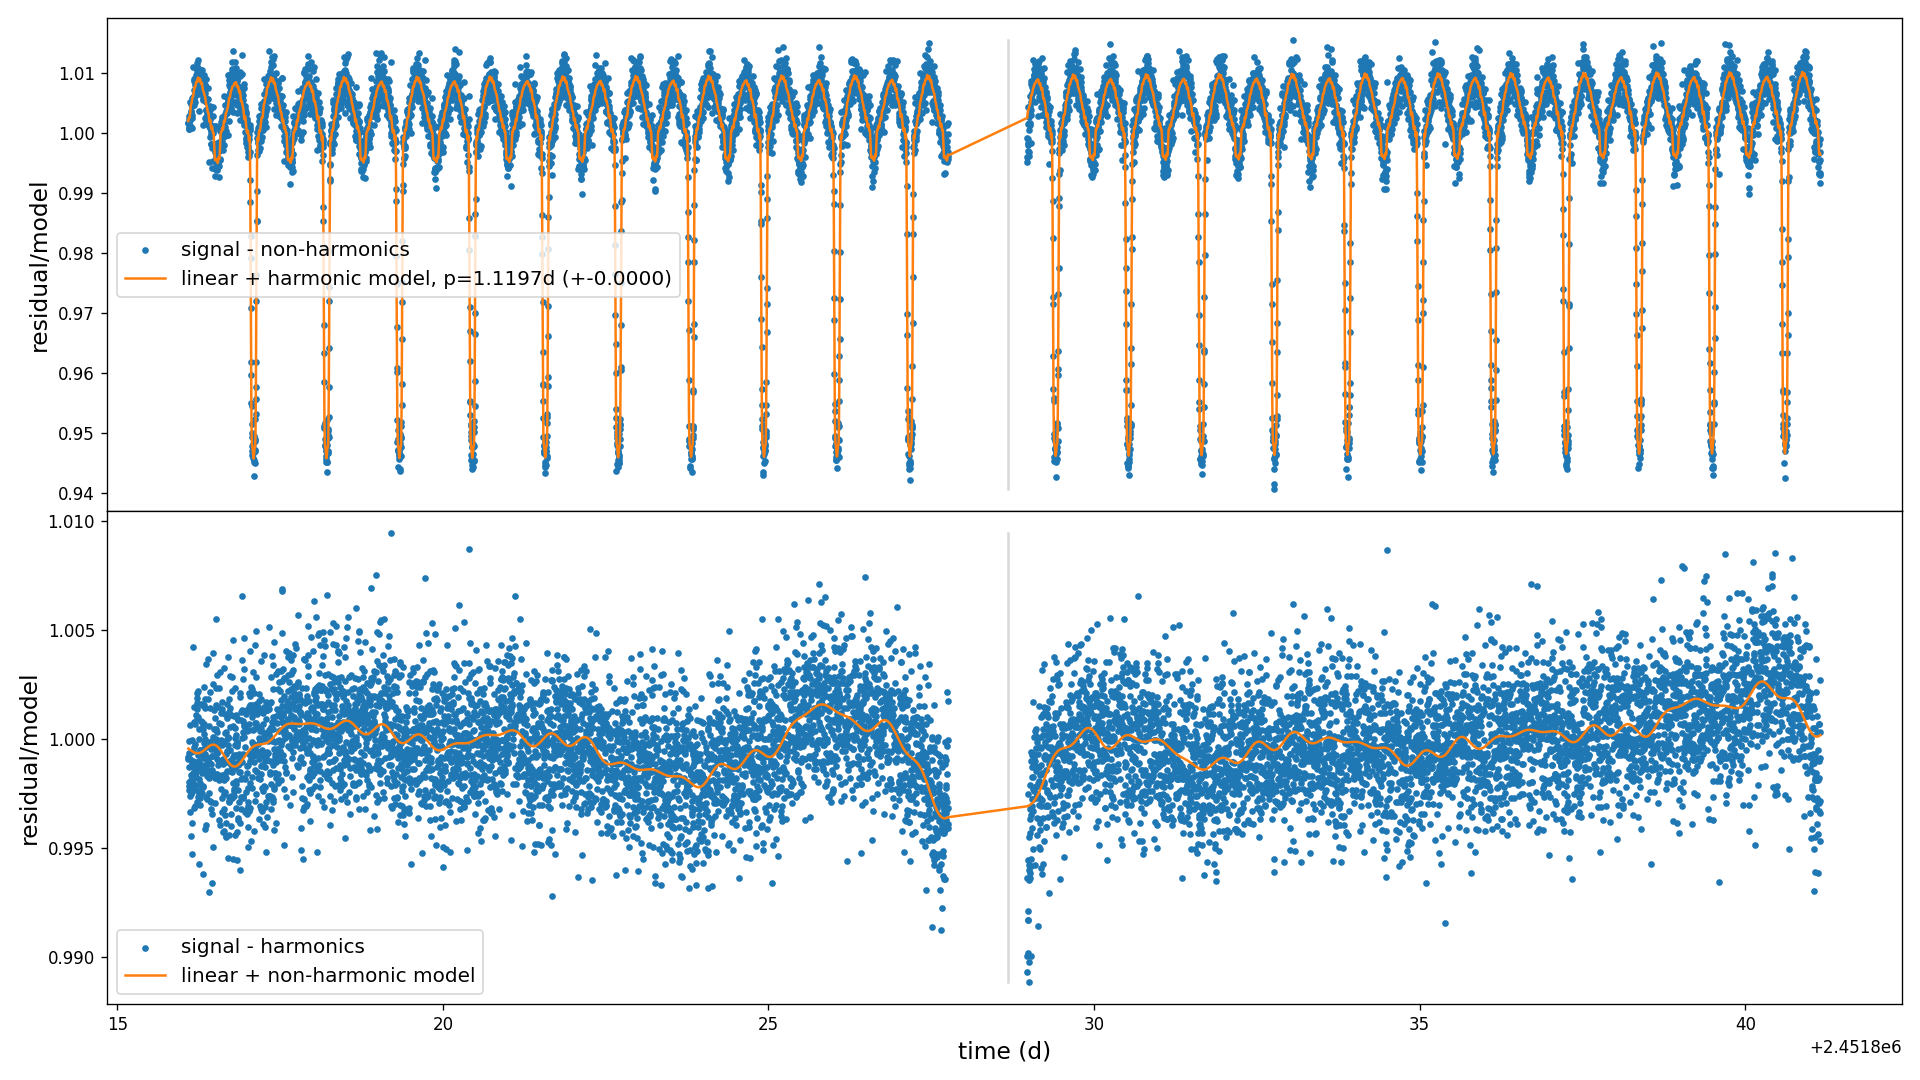 1.01
1.00
0.99
0.98
0.97
0.96
0.95
0.94
residual/model
signal - non-harmonics
linear + harmonic model, p=1.1197d (+-0.0000)
1.010
1.005
1.000
0.995
0.990
residual/model
signal - harmonics
linear + non-harmonic model
15
20
25
30
35
40
time (d)
+2.4518e6